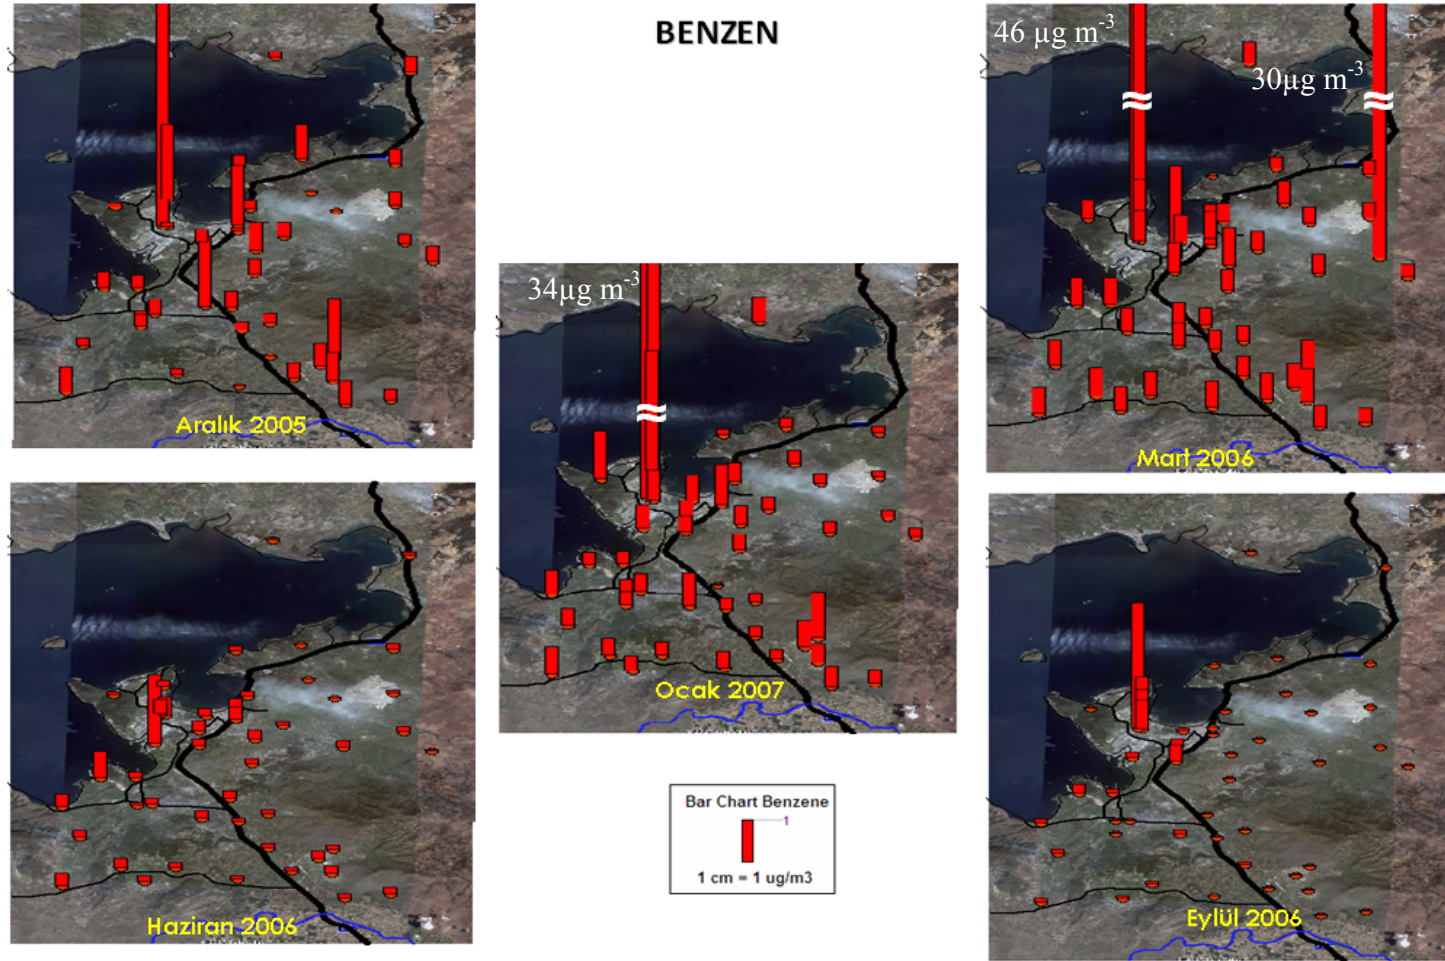 BENZEN
46 µg m-3
30µg m-3
Aralık 2005
34µg m-3
Mart 2006
Ocak 2007
Bar Chart Benzene
1
1 cm = 1 ug/m3
Haziran 2006
Eylül 2006